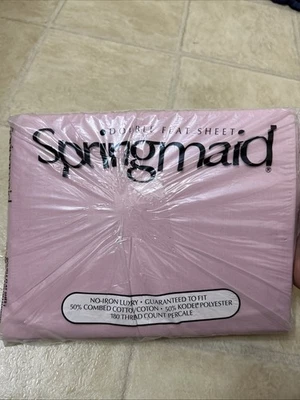 DOUBLE FLAT SHEET
Springmaid®
NO-IRON LUXURY • GUARANTEED TO FIT
50% COMBED COTTON/COTON • 50% KODEL POLYESTER
180 THREAD COUNT PERCALE